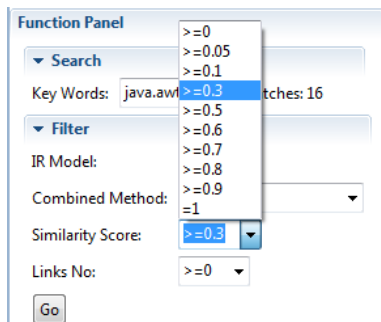 Function Panel
Search
Key Words: java.aw tches: 16
Filter
IR Model:
Combined Method:
Similarity Score: >=0.3
Links No: >=0
Go
>=0
>=0.05
>=0.1
>=0.3
>=0.5
>=0.6
>=0.7
>=0.8
>=0.9
=1